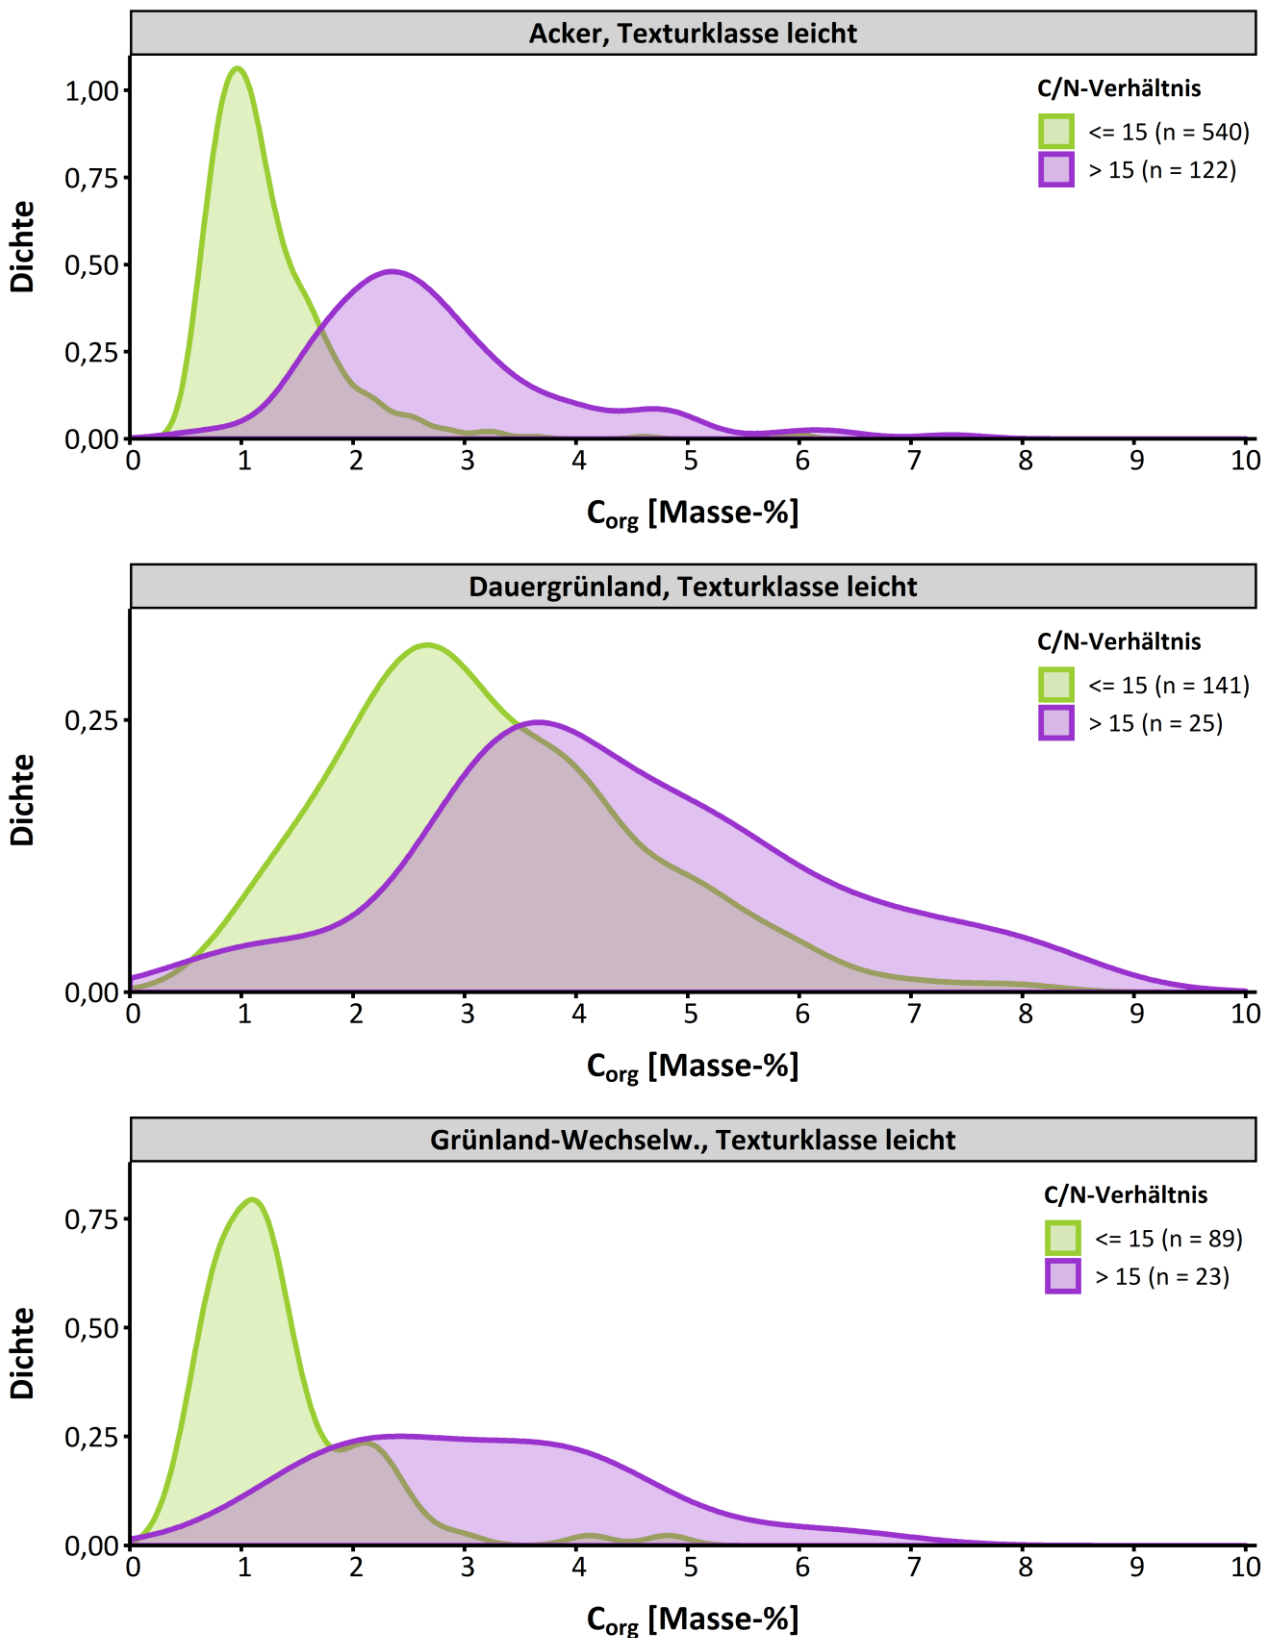 Acker, Texturklasse leicht
C/N-Verhältnis
<= 15 (n = 540)
> 15 (n = 122)
1,00
0,75
0,50
0,25
0,00
Dichte
0 1 2 3 4 5 6 7 8 9 10
Corg [Masse-%]
Dauergrünland, Texturklasse leicht
C/N-Verhältnis
<= 15 (n = 141)
> 15 (n = 25)
0,25
0,00
Dichte
0 1 2 3 4 5 6 7 8 9 10
Corg [Masse-%]
Grünland-Wechselw., Texturklasse leicht
C/N-Verhältnis
<= 15 (n = 89)
> 15 (n = 23)
0,75
0,50
0,25
0,00
Dichte
0 1 2 3 4 5 6 7 8 9 10
Corg [Masse-%]